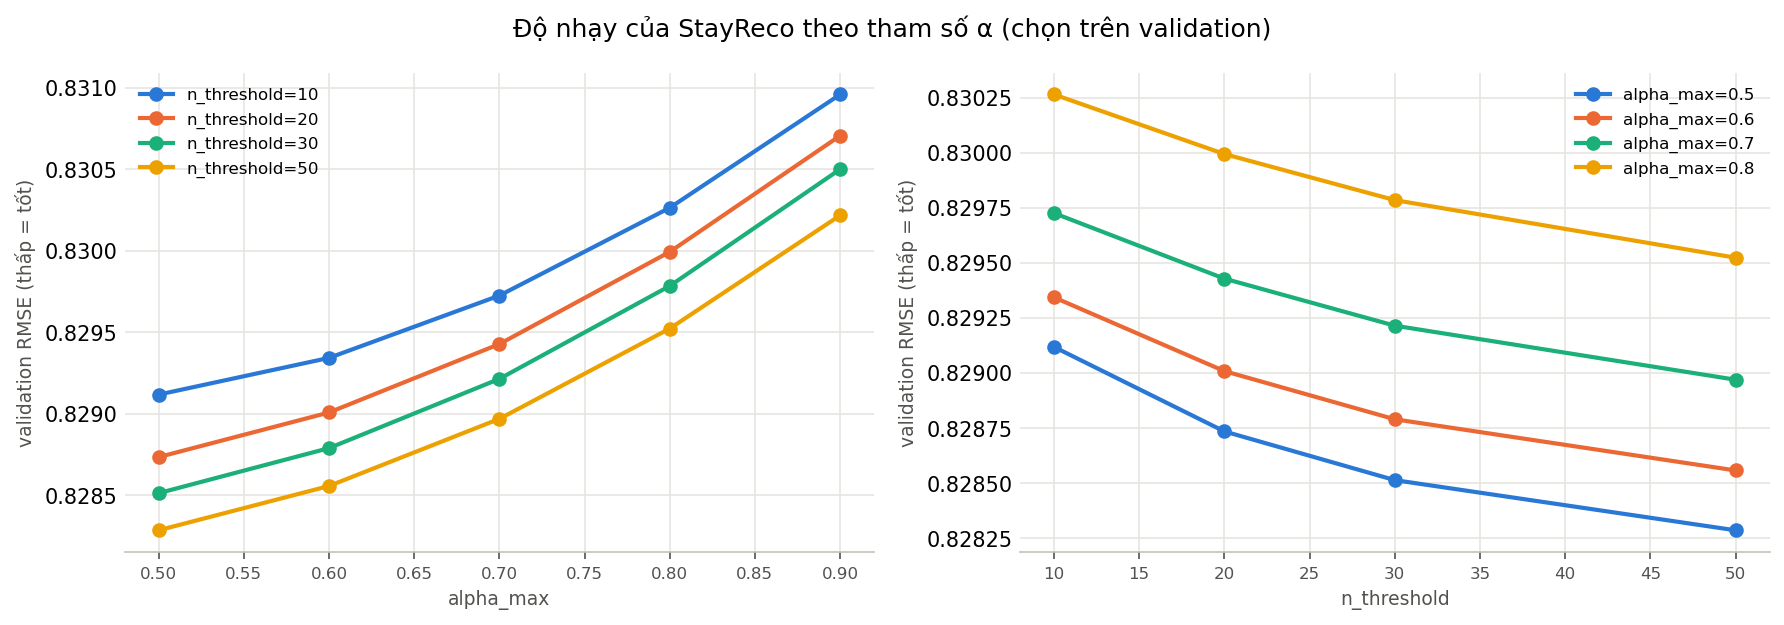 Độ nhạy của StayReco theo tham số α (chọn trên validation)
validation RMSE (thấp = tốt)
0.8310
0.8305
0.8300
0.8295
0.8290
0.8285
n_threshold=10
n_threshold=20
n_threshold=30
n_threshold=50
0.50 0.55 0.60 0.65 0.70 0.75 0.80 0.85 0.90
alpha_max
validation RMSE (thấp = tốt)
0.83025
0.83000
0.82975
0.82950
0.82925
0.82900
0.82875
0.82850
0.82825
alpha_max=0.5
alpha_max=0.6
alpha_max=0.7
alpha_max=0.8
10 15 20 25 30 35 40 45 50
n_threshold